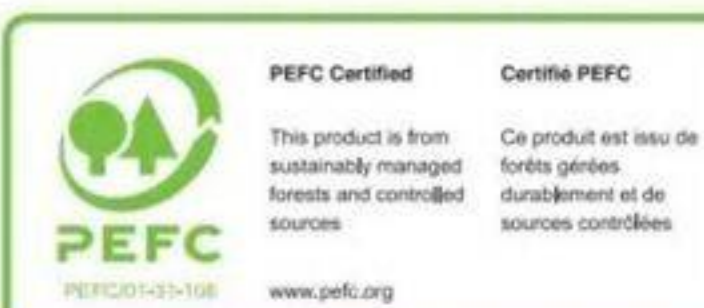 PEFC Certified
This product is from
sustainably managed
forests and controlled
sources
www.pefc.org
Certifié PEFC
Ce produit est issu de
forêts gérées
durablement et de
sources contrôlées
PEFC
PEFC/01-31-106